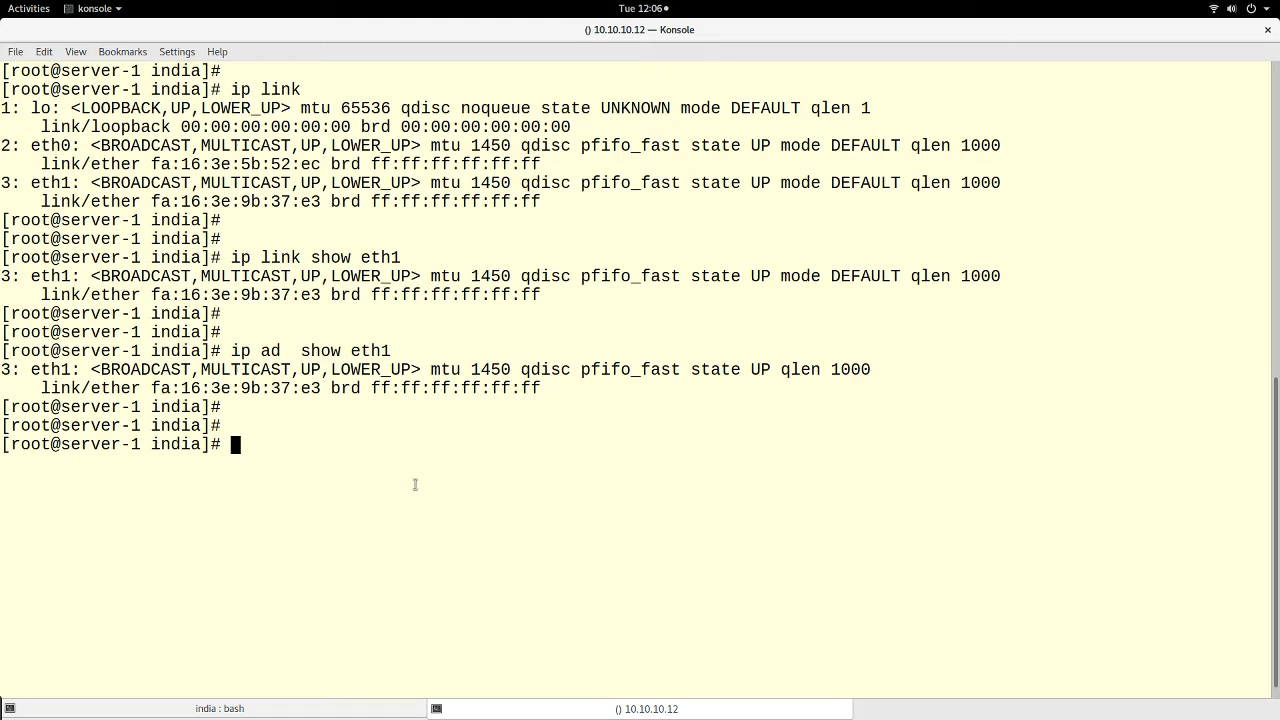 Activities konsole Tue 12:06
() 10.10.10.12 — Konsole ×
File Edit View Bookmarks Settings Help
[root@server-1 india]#
[root@server-1 india]# ip link
1: lo: <LOOPBACK,UP,LOWER_UP> mtu 65536 qdisc noqueue state UNKNOWN mode DEFAULT qlen 1
    link/loopback 00:00:00:00:00:00 brd 00:00:00:00:00:00
2: eth0: <BROADCAST,MULTICAST,UP,LOWER_UP> mtu 1450 qdisc pfifo_fast state UP mode DEFAULT qlen 1000
    link/ether fa:16:3e:5b:52:ec brd ff:ff:ff:ff:ff:ff
3: eth1: <BROADCAST,MULTICAST,UP,LOWER_UP> mtu 1450 qdisc pfifo_fast state UP mode DEFAULT qlen 1000
    link/ether fa:16:3e:9b:37:e3 brd ff:ff:ff:ff:ff:ff
[root@server-1 india]#
[root@server-1 india]#
[root@server-1 india]# ip link show eth1
3: eth1: <BROADCAST,MULTICAST,UP,LOWER_UP> mtu 1450 qdisc pfifo_fast state UP mode DEFAULT qlen 1000
    link/ether fa:16:3e:9b:37:e3 brd ff:ff:ff:ff:ff:ff
[root@server-1 india]#
[root@server-1 india]#
[root@server-1 india]# ip ad  show eth1
3: eth1: <BROADCAST,MULTICAST,UP,LOWER_UP> mtu 1450 qdisc pfifo_fast state UP qlen 1000
    link/ether fa:16:3e:9b:37:e3 brd ff:ff:ff:ff:ff:ff
[root@server-1 india]#
[root@server-1 india]#
[root@server-1 india]#
india : bash () 10.10.10.12